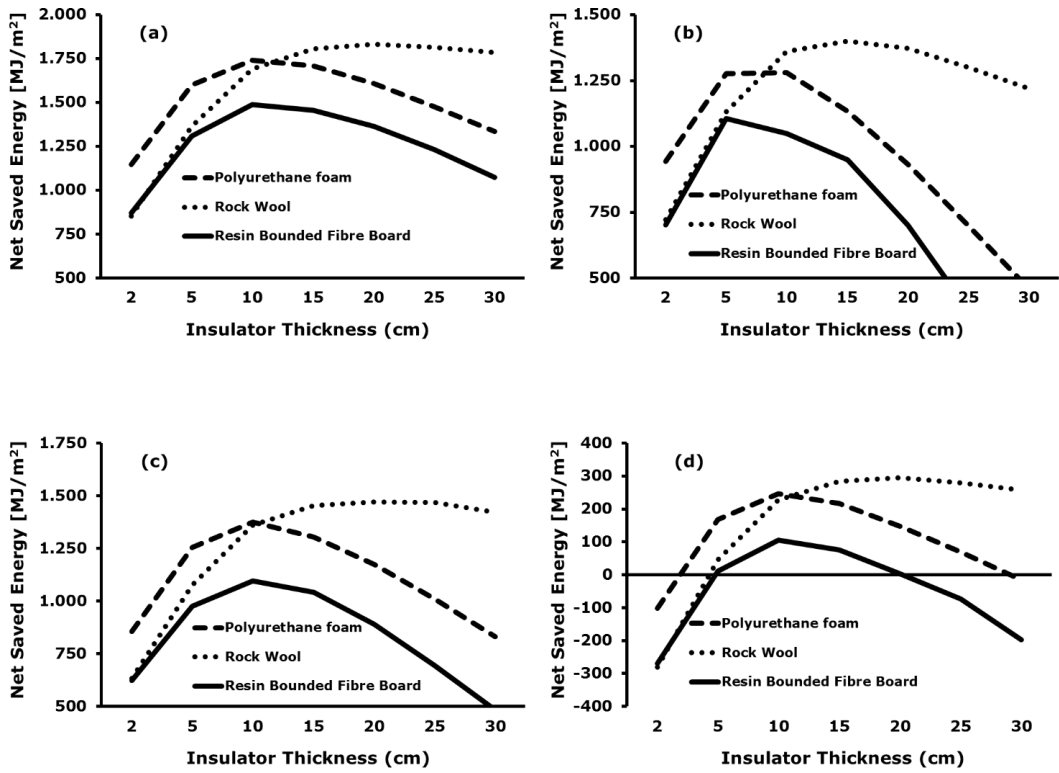 Net Saved Energy [MJ/m²]
(a)
2.000
1.750
1.500
1.250
1.000
750
500
Polyurethane foam
Rock Wool
Resin Bounded Fibre Board
2 5 10 15 20 25 30
Insulator Thickness (cm)
Net Saved Energy [MJ/m²]
(b)
1.500
1.250
1.000
750
500
Polyurethane foam
Rock Wool
Resin Bounded Fibre Board
2 5 10 15 20 25 30
Insulator Thickness (cm)
Net Saved Energy [MJ/m²]
(c)
1.750
1.500
1.250
1.000
750
500
Polyurethane foam
Rock Wool
Resin Bounded Fibre Board
2 5 10 15 20 25 30
Insulator Thickness (cm)
Net Saved Energy [MJ/m²]
(d)
400
300
200
100
0
-100
-200
-300
-400
Polyurethane foam
Rock Wool
Resin Bounded Fibre Board
2 5 10 15 20 25 30
Insulator Thickness (cm)